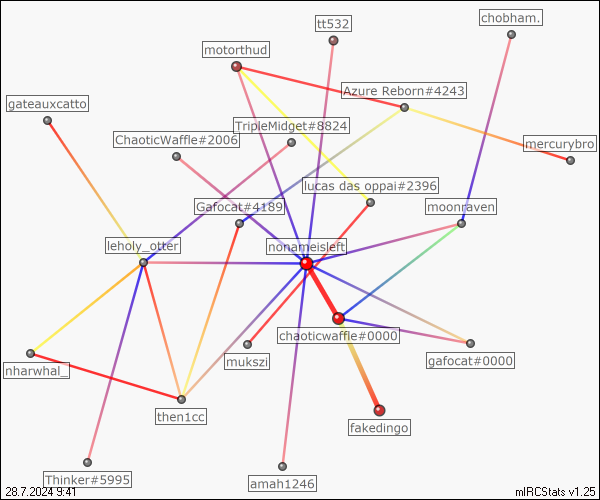 tt532
chobham.
motorthud
Azure Reborn#4243
gateauxcatto
TripleMidget#8824
ChaoticWaffle#2006
mercurybro
lucas das oppai#2396
Gafocat#4189
moonraven
leholy_otter
nonameisleft
chaoticwaffle#0000
gafocat#0000
mukszi
nharwhal_
then1cc
fakedingo
Thinker#5995
amah1246
28.7.2024 9:41
mIRCStats v1.25